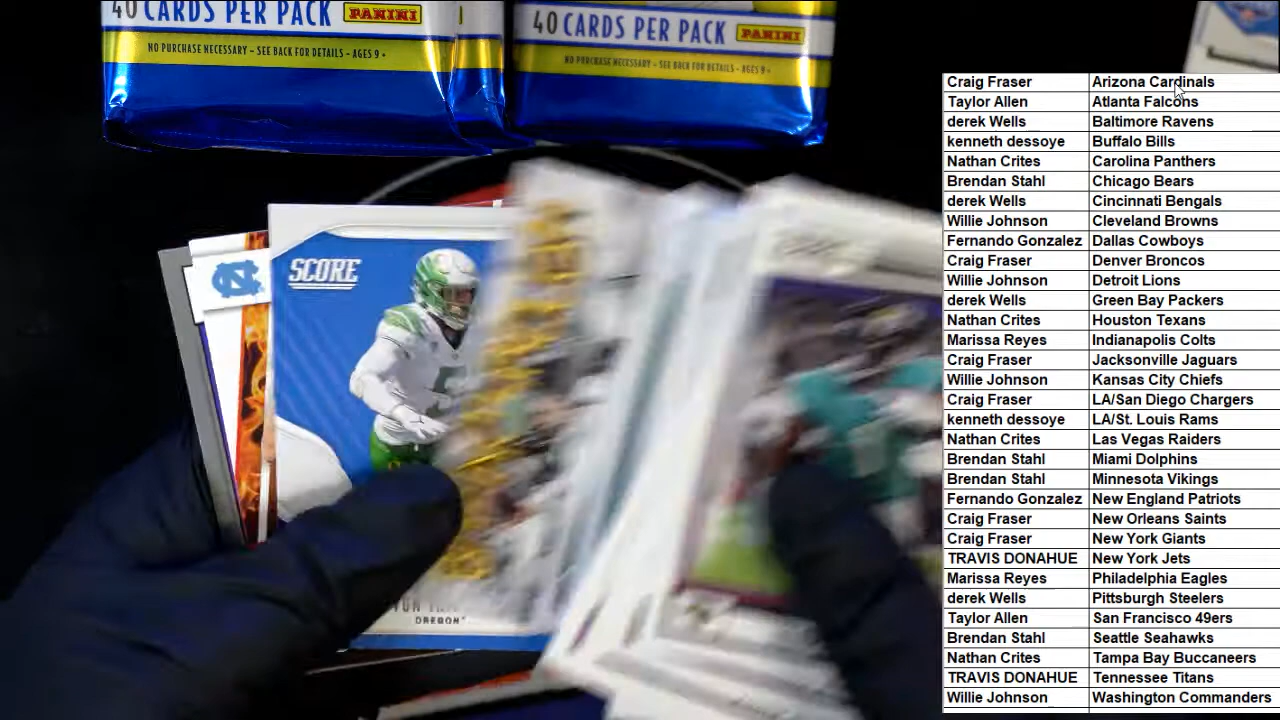 40 CARDS PER PACK PANINI
NO PURCHASE NECESSARY - SEE BACK FOR DETAILS - AGES 9+
40 CARDS PER PACK PANINI
NO PURCHASE NECESSARY - SEE BACK FOR DETAILS - AGES 9+
NC
SCORE
OREGON
Craig Fraser Arizona Cardinals
Taylor Allen Atlanta Falcons
derek Wells Baltimore Ravens
kenneth dessoye Buffalo Bills
Nathan Crites Carolina Panthers
Brendan Stahl Chicago Bears
derek Wells Cincinnati Bengals
Willie Johnson Cleveland Browns
Fernando Gonzalez Dallas Cowboys
Craig Fraser Denver Broncos
Willie Johnson Detroit Lions
derek Wells Green Bay Packers
Nathan Crites Houston Texans
Marissa Reyes Indianapolis Colts
Craig Fraser Jacksonville Jaguars
Willie Johnson Kansas City Chiefs
Craig Fraser LA/San Diego Chargers
kenneth dessoye LA/St. Louis Rams
Nathan Crites Las Vegas Raiders
Brendan Stahl Miami Dolphins
Brendan Stahl Minnesota Vikings
Fernando Gonzalez New England Patriots
Craig Fraser New Orleans Saints
Craig Fraser New York Giants
TRAVIS DONAHUE New York Jets
Marissa Reyes Philadelphia Eagles
derek Wells Pittsburgh Steelers
Taylor Allen San Francisco 49ers
Brendan Stahl Seattle Seahawks
Nathan Crites Tampa Bay Buccaneers
TRAVIS DONAHUE Tennessee Titans
Willie Johnson Washington Commanders